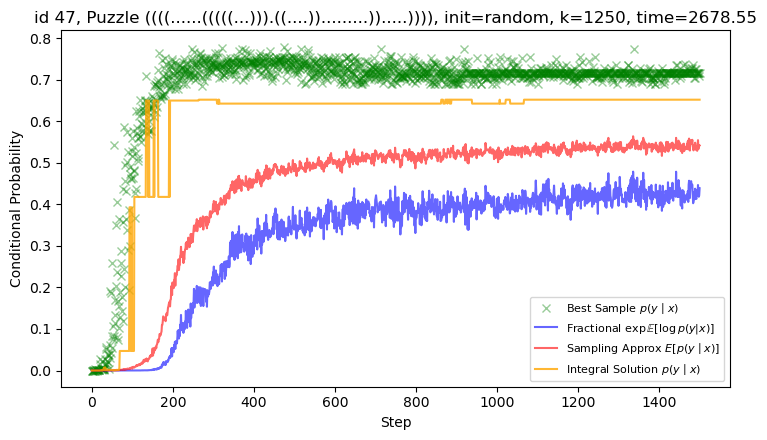 id 47, Puzzle ((((......(((((...))).((....)).........)).....)))), init=random, k=1250, time=2678.55
0.8
0.7
0.6
0.5
0.4
0.3
0.2
0.1
0.0
Conditional Probability
0
200
400
600
800
1000
1200
1400
Step
Best Sample p(y | x)
Fractional exp𝔼[log p(y|x)]
Sampling Approx E[p(y | x)]
Integral Solution p(y | x)